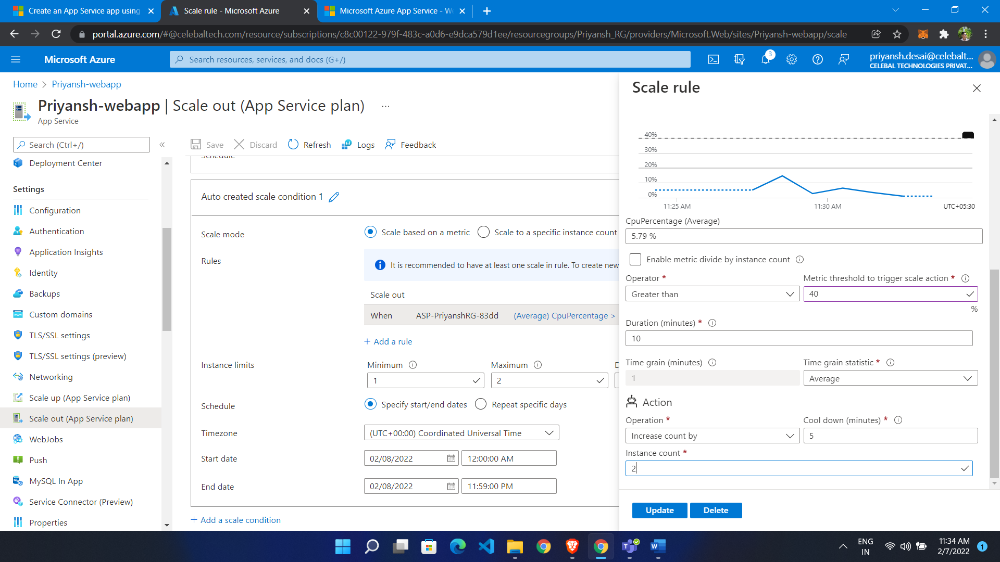 Create an App Service app using
Scale rule - Microsoft Azure
Microsoft Azure App Service - We
portal.azure.com/#@celebaltech.com/resource/subscriptions/c8c00122-979f-483c-a0d6-e9dca579d1ee/resourcegroups/Priyansh_RG/providers/Microsoft.Web/sites/Priyansh-webapp/scale
Microsoft Azure
Search resources, services, and docs (G+/)
3
priyansh.desai@celebalt...
CELEBAL TECHNOLOGIES PRIVAT...
Home > Priyansh-webapp
Priyansh-webapp | Scale out (App Service plan) ...
App Service
Search (Ctrl+/)
«
Deployment Center
Settings
Configuration
Authentication
Application Insights
Identity
Backups
Custom domains
TLS/SSL settings
TLS/SSL settings (preview)
Networking
Scale up (App Service plan)
Scale out (App Service plan)
WebJobs
Push
MySQL In App
Service Connector (Preview)
Properties
Save
Discard
Refresh
Logs
Feedback
Schedule
Auto created scale condition 1
Scale mode
Scale based on a metric
Scale to a specific instance count
Rules
It is recommended to have at least one scale in rule. To create new
Scale out
When ASP-PriyanshRG-83dd (Average) CpuPercentage >
+ Add a rule
Instance limits
Minimum
1
Maximum
2
D
Schedule
Specify start/end dates
Repeat specific days
Timezone
(UTC+00:00) Coordinated Universal Time
Start date
02/08/2022
12:00:00 AM
End date
02/08/2022
11:59:00 PM
+ Add a scale condition
Scale rule
40%
30%
20%
10%
0%
11:25 AM
11:30 AM
UTC+05:30
CpuPercentage (Average)
5.79 %
Enable metric divide by instance count
Operator *
Greater than
Metric threshold to trigger scale action *
40
%
Duration (minutes) *
10
Time grain (minutes)
1
Time grain statistic *
Average
Action
Operation *
Increase count by
Cool down (minutes) *
5
Instance count *
2
Update
Delete
ENG
IN
11:34 AM
2/7/2022
1